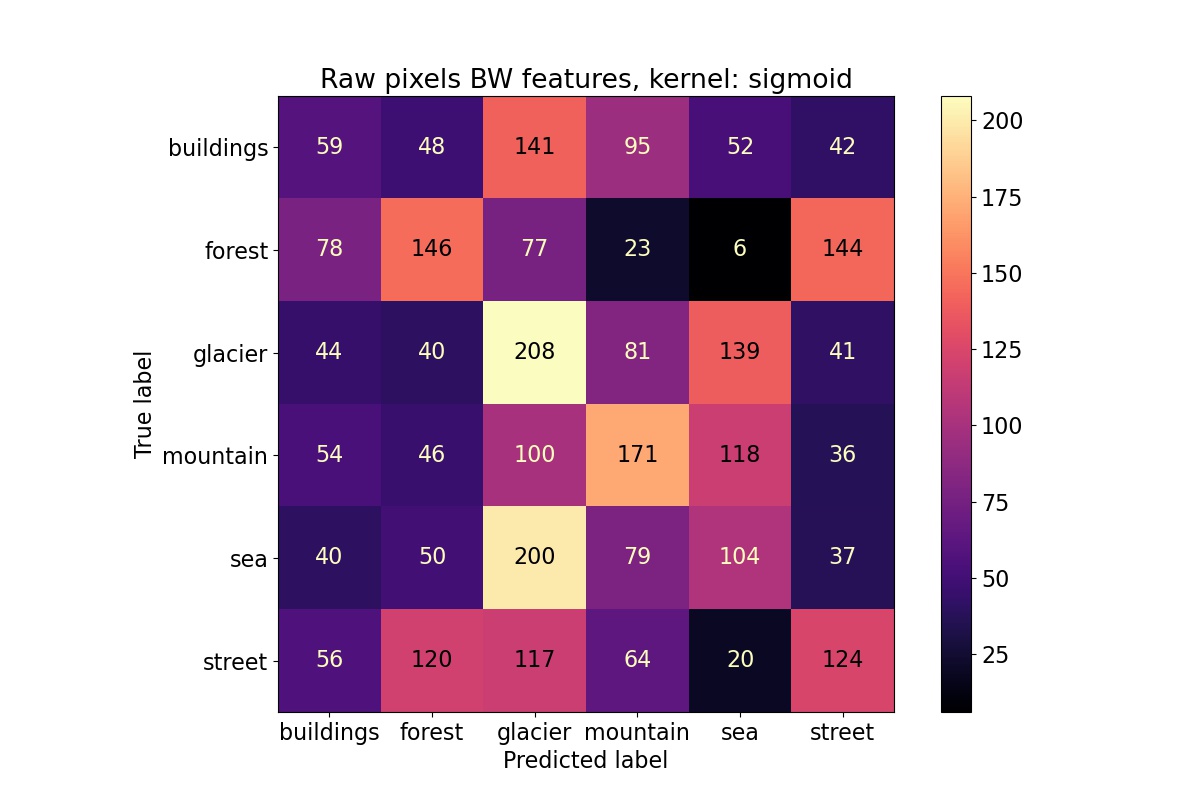 Raw pixels BW features, kernel: sigmoid
buildings 59 48 141 95 52 42
forest 78 146 77 23 6 144
glacier 44 40 208 81 139 41
mountain 54 46 100 171 118 36
sea 40 50 200 79 104 37
street 56 120 117 64 20 124
buildings forest glacier mountain sea street
Predicted label
True label
200
175
150
125
100
75
50
25